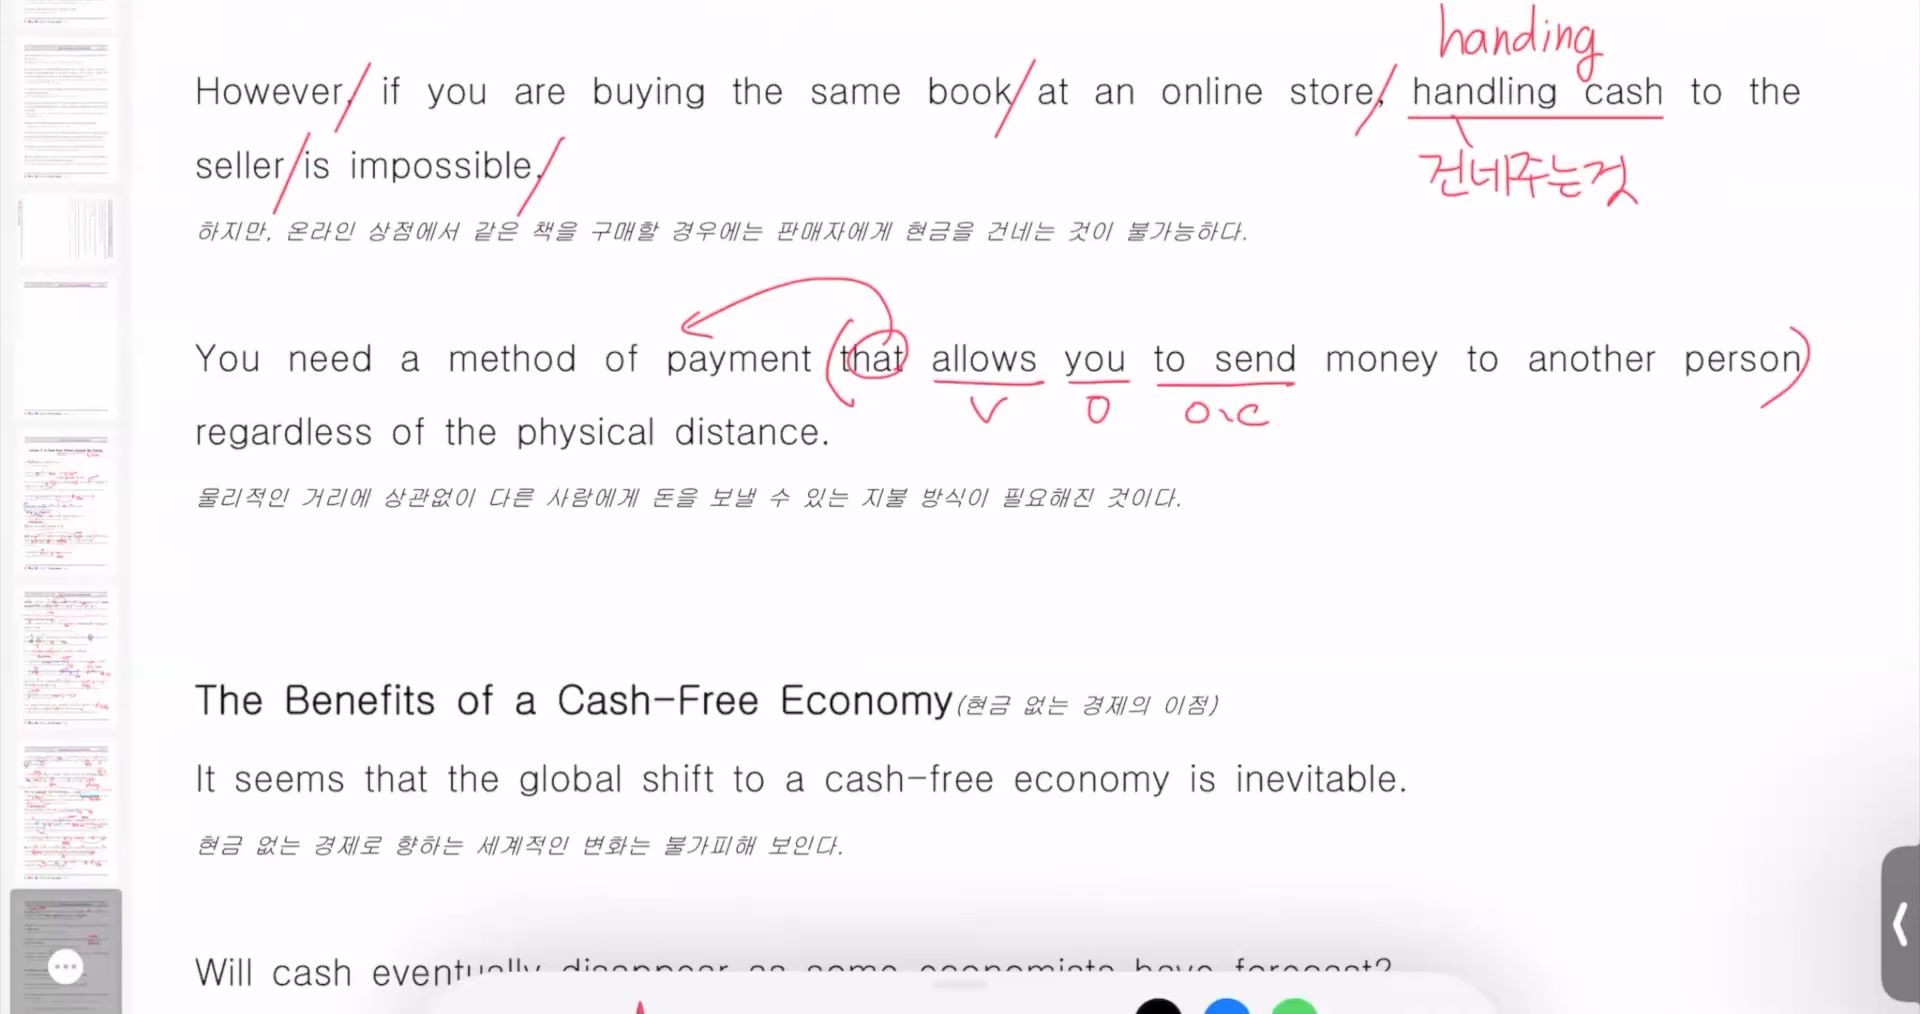 handing
However, if you are buying the same book at an online store, handling cash to the
seller is impossible.
건네주는것
하지만, 온라인 상점에서 같은 책을 구매할 경우에는 판매자에게 현금을 건네는 것이 불가능하다.
You need a method of payment (that allows you to send money to another person)
V O O.C
regardless of the physical distance.
물리적인 거리에 상관없이 다른 사람에게 돈을 보낼 수 있는 지불 방식이 필요해진 것이다.
The Benefits of a Cash-Free Economy(현금 없는 경제의 이점)
It seems that the global shift to a cash-free economy is inevitable.
현금 없는 경제로 향하는 세계적인 변화는 불가피해 보인다.
Will cash eventually disappear as some economists have forecast?